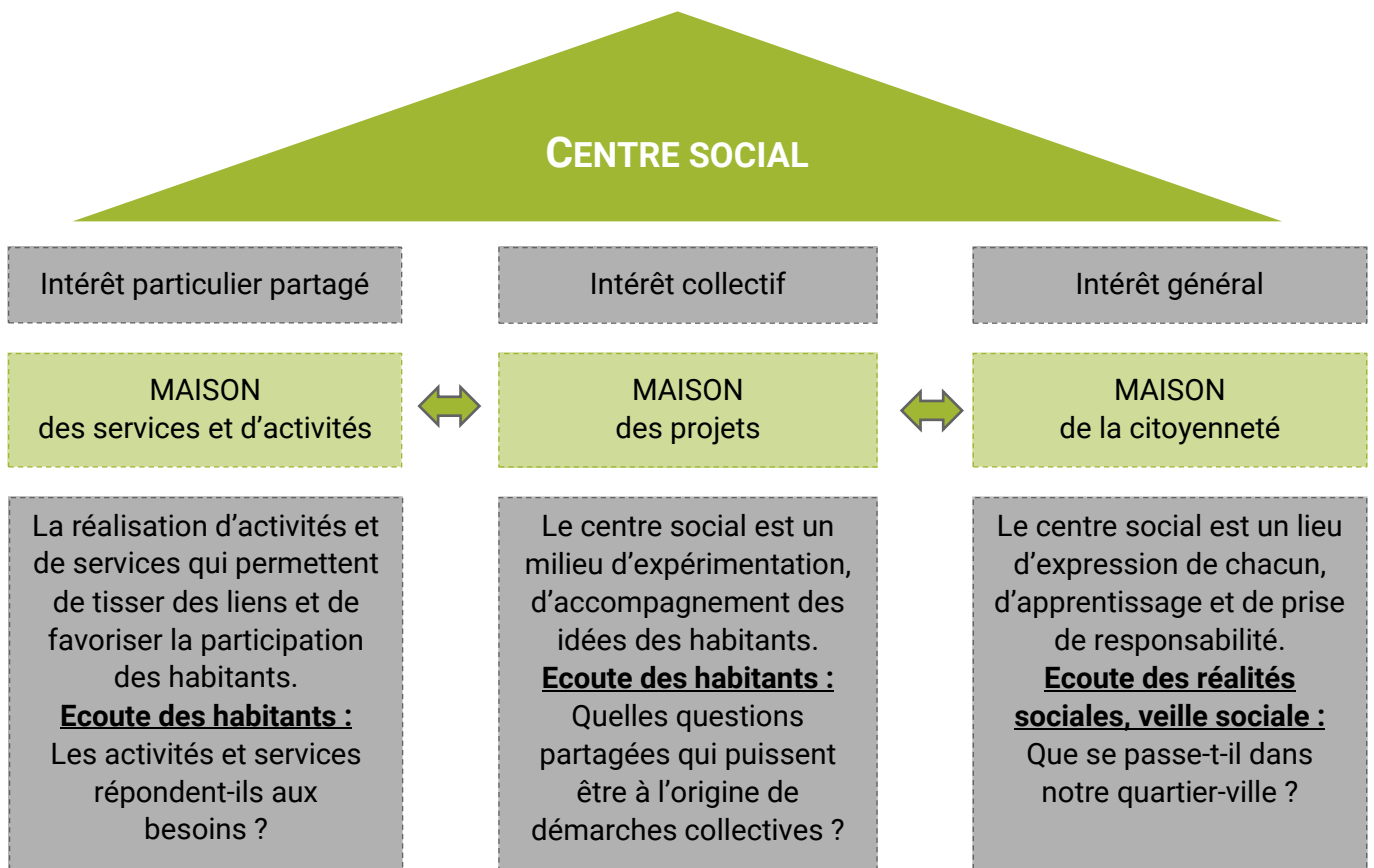 CENTRE SOCIAL
Intérêt particulier partagé
Intérêt collectif
Intérêt général
MAISON
des services et d’activités
MAISON
des projets
MAISON
de la citoyenneté
La réalisation d’activités et
de services qui permettent
de tisser des liens et de
favoriser la participation
des habitants.
Ecoute des habitants :
Les activités et services
répondent-ils aux
besoins ?
Le centre social est un
milieu d’expérimentation,
d’accompagnement des
idées des habitants.
Ecoute des habitants :
Quelles questions
partagées qui puissent
être à l’origine de
démarches collectives ?
Le centre social est un lieu
d’expression de chacun,
d’apprentissage et de prise
de responsabilité.
Ecoute des réalités
sociales, veille sociale :
Que se passe-t-il dans
notre quartier-ville ?